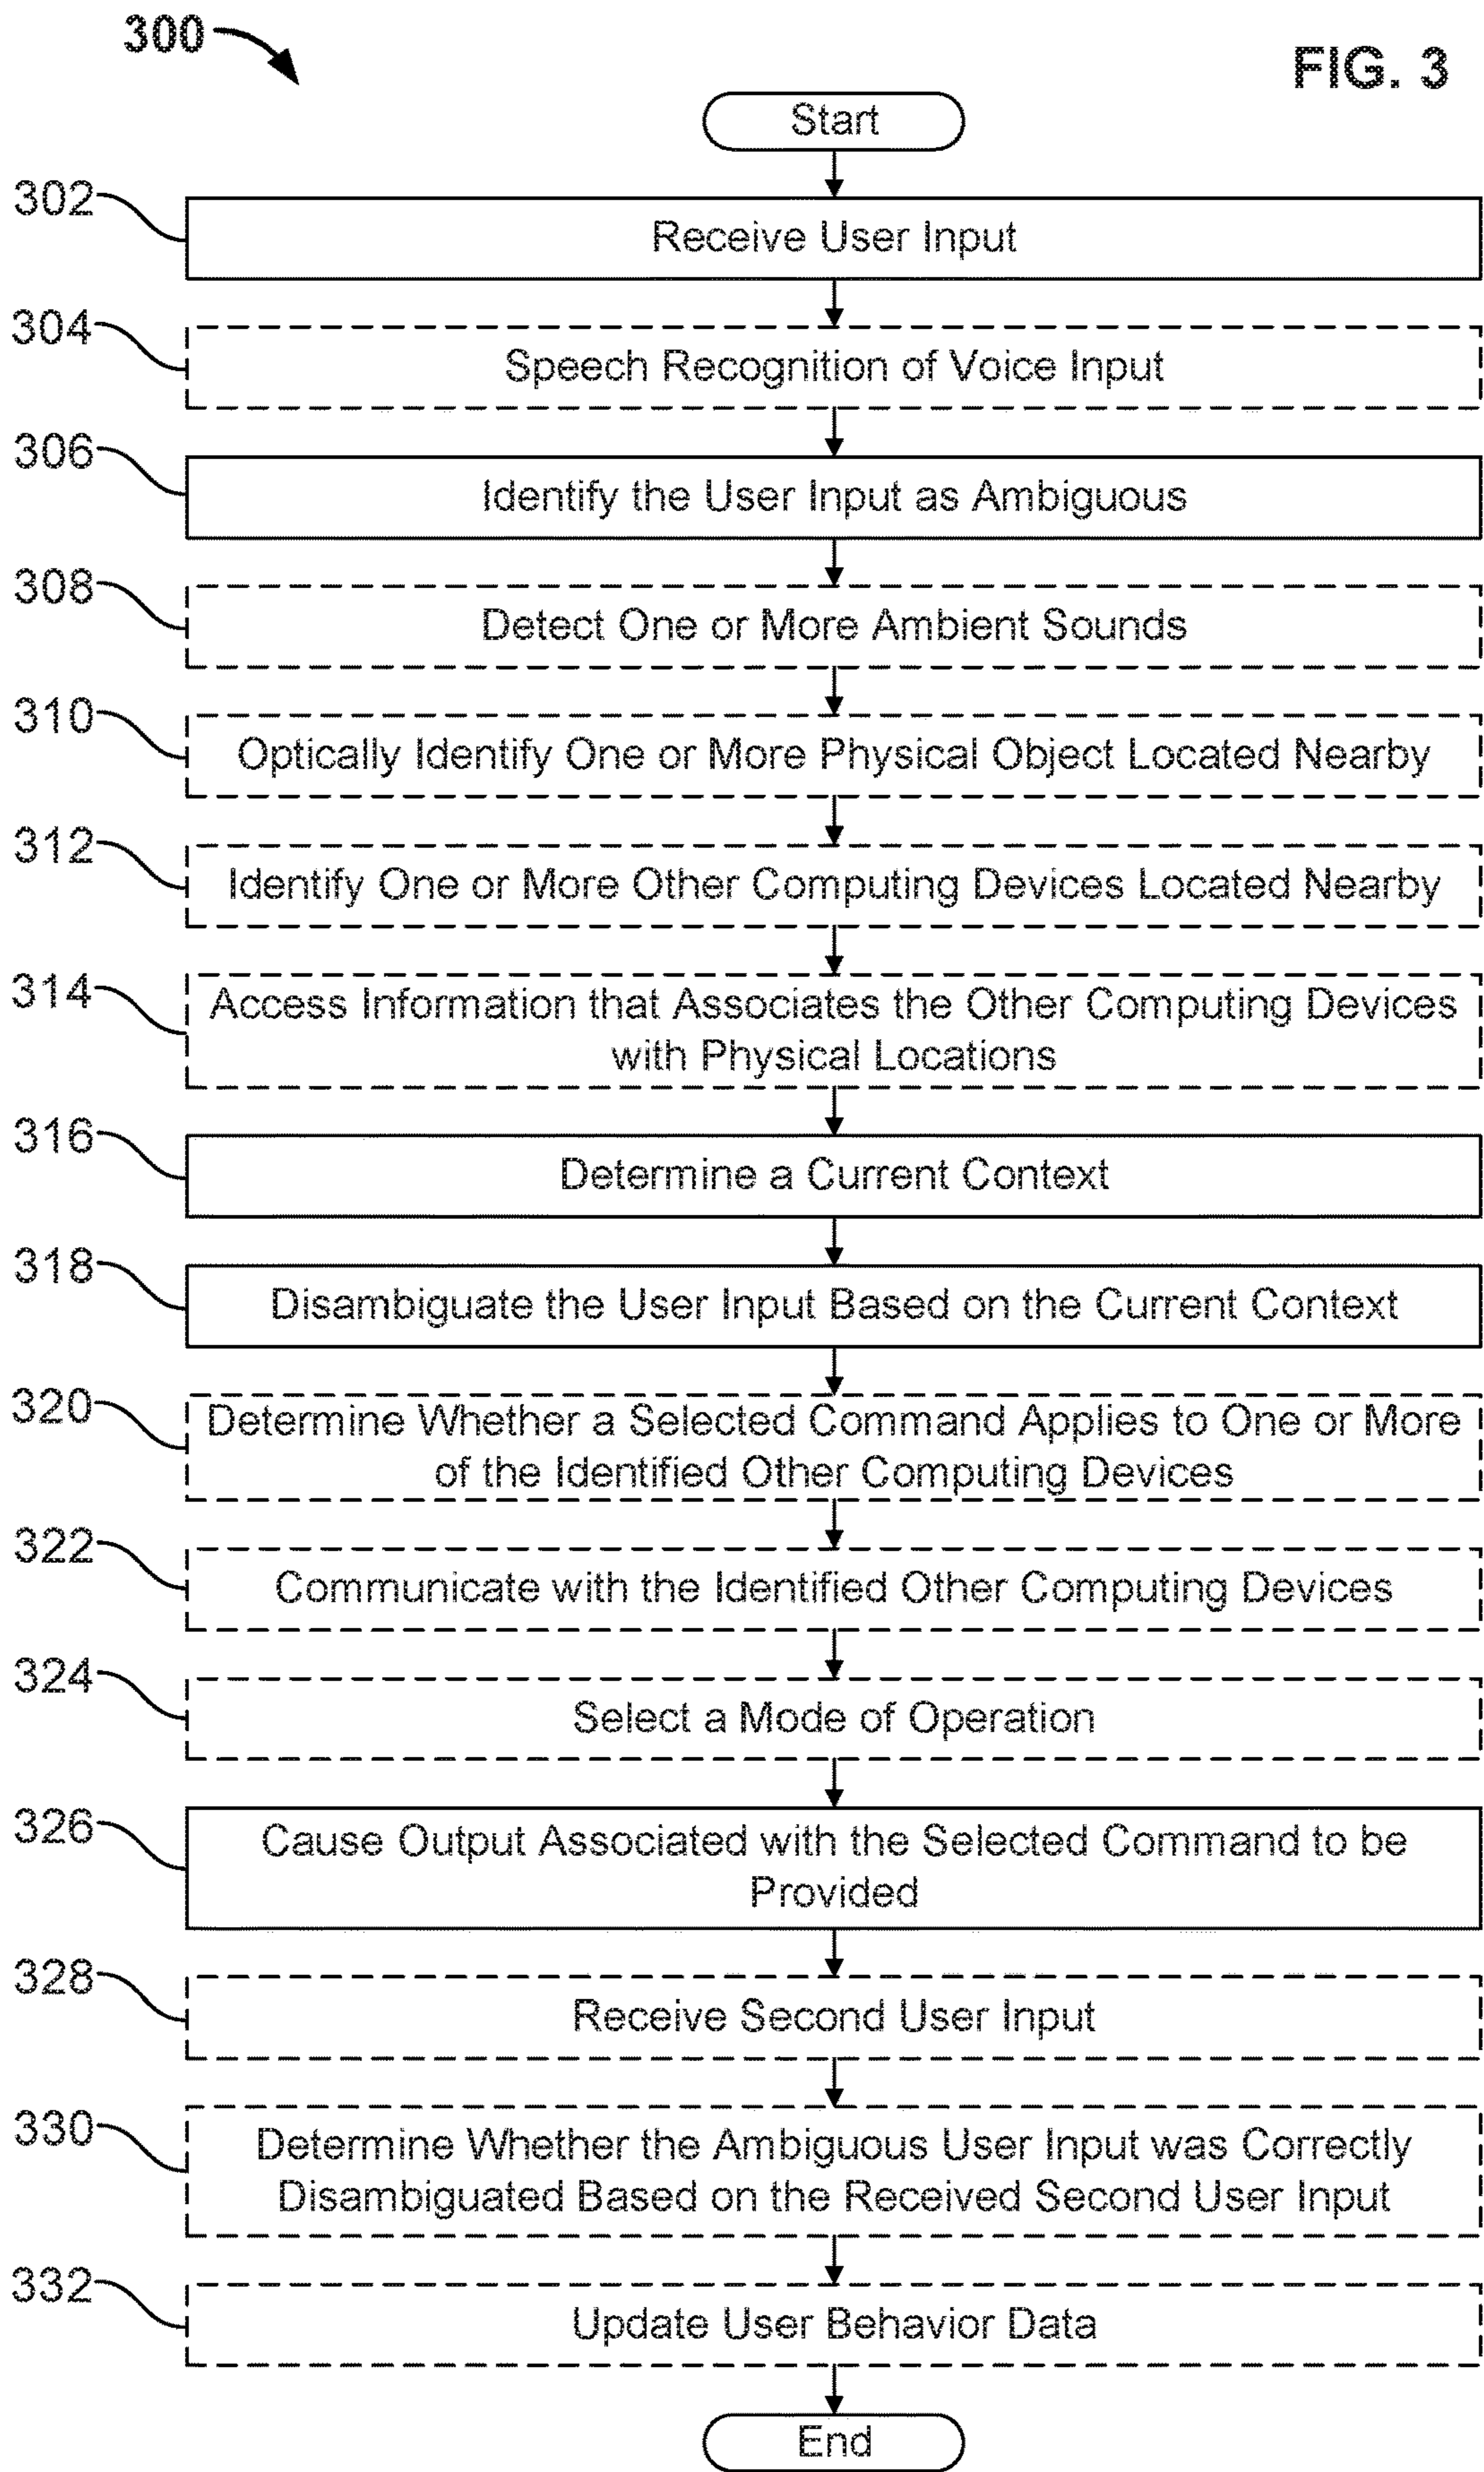 300
FIG. 3
Start
302
Receive User Input
304
Speech Recognition of Voice Input
306
Identify the User Input as Ambiguous
308
Detect One or More Ambient Sounds
310
Optically Identify One or More Physical Object Located Nearby
312
Identify One or More Other Computing Devices Located Nearby
314
Access Information that Associates the Other Computing Devices
with Physical Locations
316
Determine a Current Context
318
Disambiguate the User Input Based on the Current Context
320
Determine Whether a Selected Command Applies to One or More
of the Identified Other Computing Devices
322
Communicate with the Identified Other Computing Devices
324
Select a Mode of Operation
326
Cause Output Associated with the Selected Command to be
Provided
328
Receive Second User Input
330
Determine Whether the Ambiguous User Input was Correctly
Disambiguated Based on the Received Second User Input
332
Update User Behavior Data
End